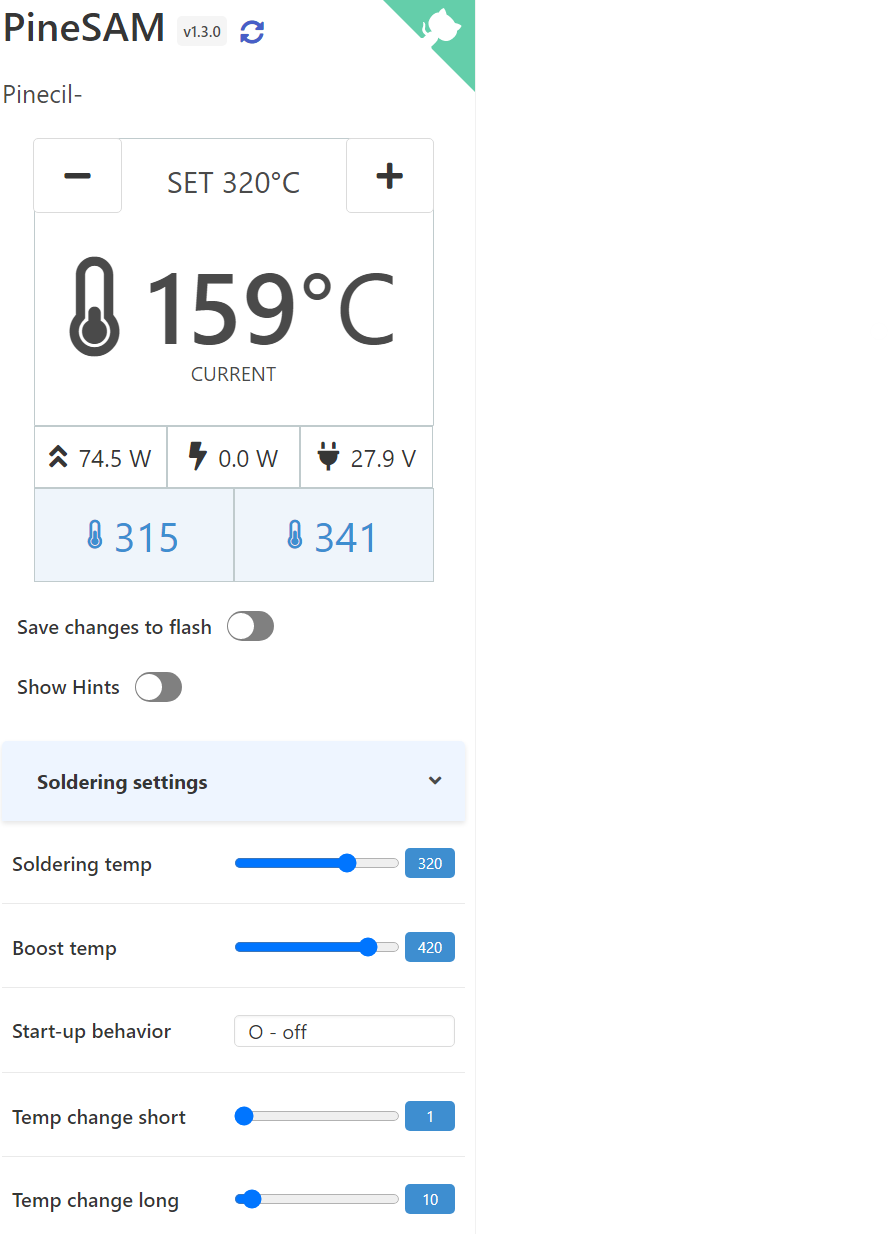 PineSAM v1.3.0
Pinecil-
SET 320°C
159°C
CURRENT
74.5 W 0.0 W 27.9 V
315 341
Save changes to flash
Show Hints
Soldering settings
Soldering temp 320
Boost temp 420
Start-up behavior O - off
Temp change short 1
Temp change long 10